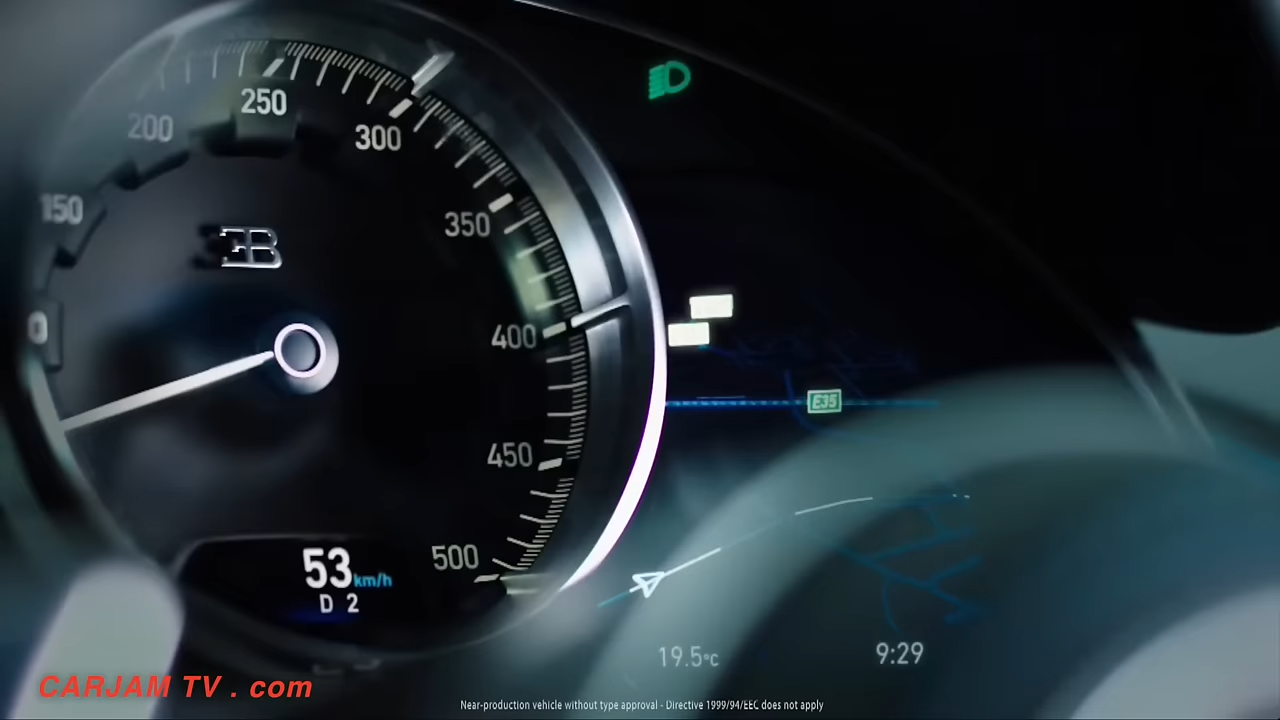 250
200
300
150
350
400
E35
450
500
53 km/h
D 2
19.5°C
9:29
CARJAM TV . com
Near-production vehicle without type approval - Directive 1999/94/EEC does not apply